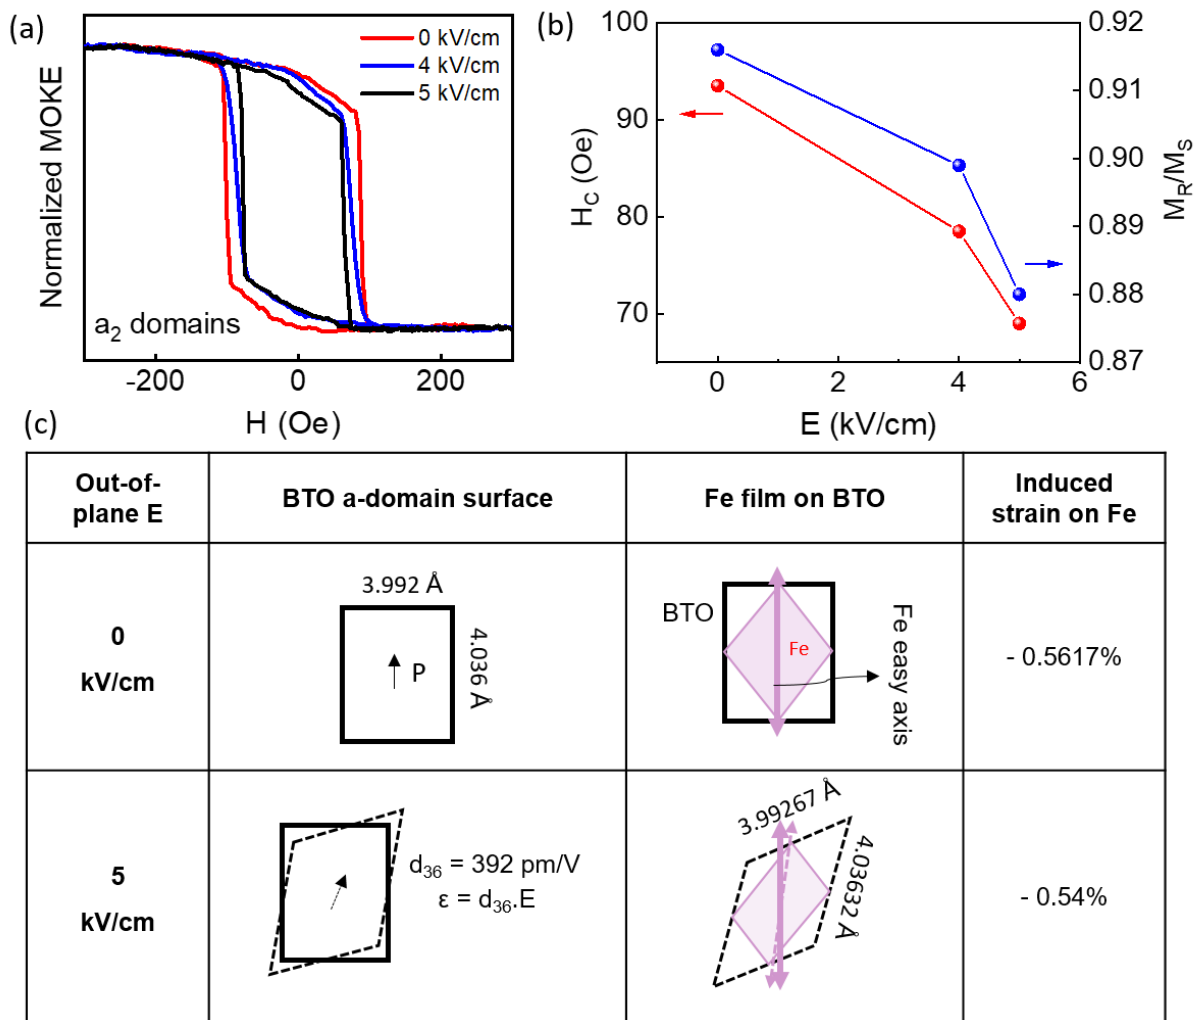 (a)
0 kV/cm
4 kV/cm
5 kV/cm
Normalized MOKE
a₂ domains
-200
0
200
H (Oe)
(b)
100
90
80
70
H_C (Oe)
0.92
0.91
0.90
0.89
0.88
0.87
M_R/M_S
0
2
4
6
E (kV/cm)
(c)
Out-of-
plane E
BTO a-domain surface
Fe film on BTO
Induced
strain on Fe
0
kV/cm
3.992 Å
4.036 Å
P
BTO
Fe
Fe easy axis
- 0.5617%
5
kV/cm
d₃₆ = 392 pm/V
ε = d₃₆.E
3.99267 Å
4.03632 Å
- 0.54%